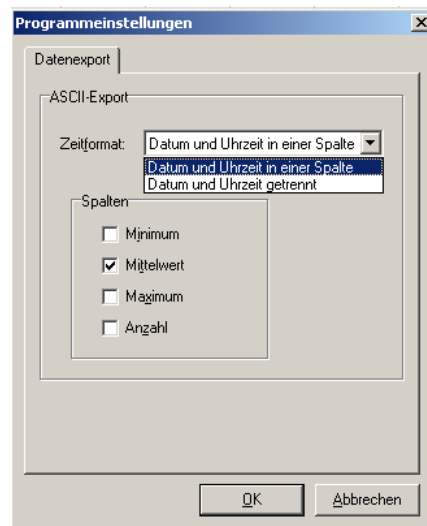 Programmeinstellungen
Datenexport
ASCII-Export
Zeitformat: Datum und Uhrzeit in einer Spalte
Datum und Uhrzeit in einer Spalte
Datum und Uhrzeit getrennt
Spalten
Minimum
Mittelwert
Maximum
Anzahl
OK Abbrechen